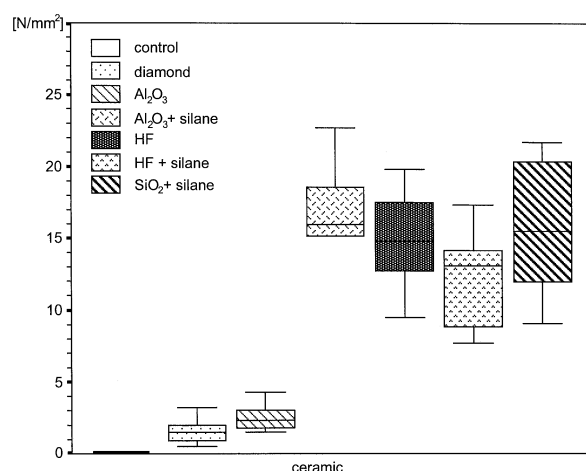 [N/mm²]
control
diamond
Al₂O₃
Al₂O₃+ silane
HF
HF + silane
SiO₂+ silane
25
20
15
10
5
0
ceramic